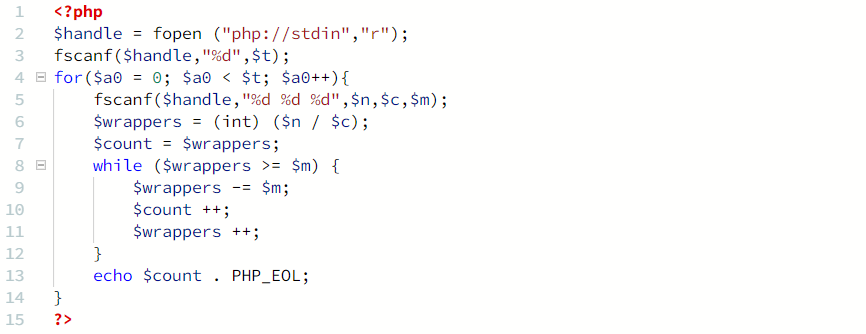 1 <?php
2 $handle = fopen ("php://stdin","r");
3 fscanf($handle,"%d",$t);
4 for($a0 = 0; $a0 < $t; $a0++){
5     fscanf($handle,"%d %d %d",$n,$c,$m);
6     $wrappers = (int) ($n / $c);
7     $count = $wrappers;
8     while ($wrappers >= $m) {
9         $wrappers -= $m;
10         $count ++;
11         $wrappers ++;
12     }
13     echo $count . PHP_EOL;
14 }
15 ?>